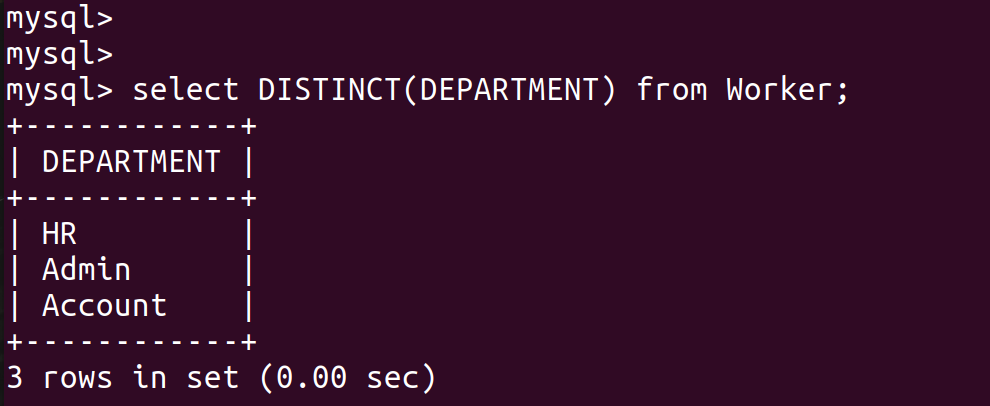 mysql>
mysql>
mysql> select DISTINCT(DEPARTMENT) from Worker;
+------------+
| DEPARTMENT |
+------------+
| HR         |
| Admin      |
| Account    |
+------------+
3 rows in set (0.00 sec)